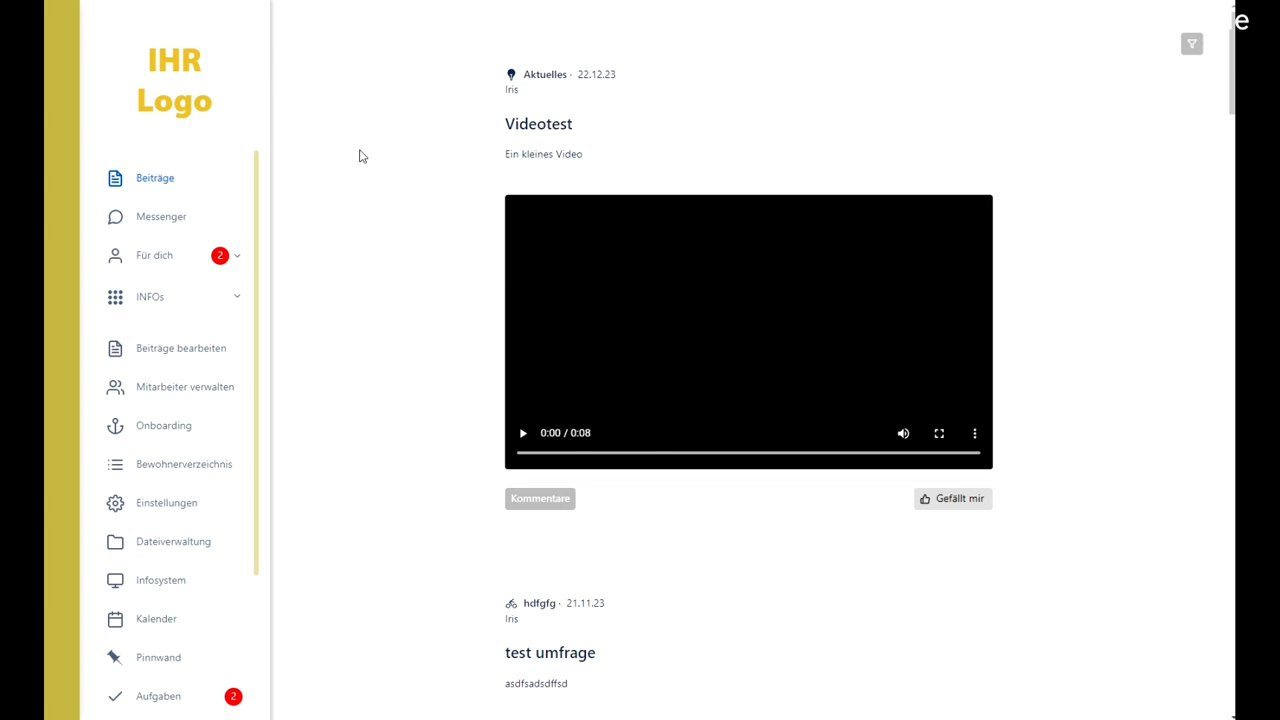 IHR
Logo
Beiträge
Messenger
Für dich 2
INFOs
Beiträge bearbeiten
Mitarbeiter verwalten
Onboarding
Bewohnerverzeichnis
Einstellungen
Dateiverwaltung
Infosystem
Kalender
Pinnwand
Aufgaben 2
e
Aktuelles · 22.12.23
Iris
Videotest
Ein kleines Video
0:00 / 0:08
Kommentare
Gefällt mir
hdfgfg · 21.11.23
Iris
test umfrage
asdfsadsdffsd